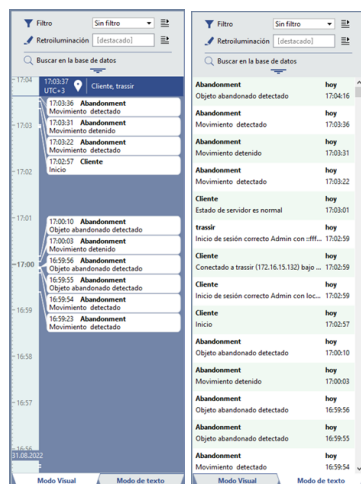 Filtro
Sin filtro
Retroiluminación
[destacado]
Buscar en la base de datos
17:04
17:03:37
UTC+3
Cliente, trassir
17:03:36 Abandonment
Movimiento detectado
17:03
17:03:31 Abandonment
Movimiento detenido
17:03:22 Abandonment
Movimiento detectado
17:02:57 Cliente
Inicio
17:02
17:01
17:00:10 Abandonment
Objeto abandonado detectado
17:00:03 Abandonment
Movimiento detenido
17:00
16:59:56 Abandonment
Objeto abandonado detectado
16:59:55 Abandonment
Objeto abandonado detectado
16:59:54 Abandonment
Movimiento detectado
16:59
16:59:23 Abandonment
Movimiento detenido
16:58
16:57
16:56
31.08.2022
Modo Visual
Modo de texto
Filtro
Sin filtro
Retroiluminación
[destacado]
Buscar en la base de datos
Abandonment hoy
Objeto abandonado detectado 17:04:16
Abandonment hoy
Movimiento detectado 17:03:36
Abandonment hoy
Movimiento detenido 17:03:31
Abandonment hoy
Movimiento detectado 17:03:22
Cliente hoy
Estado de servidor es normal 17:03:01
trassir hoy
Inicio de sesión correcto Admin con ::fff... 17:02:59
Cliente hoy
Conectado a trassir (172.16.15.132) bajo ... 17:02:59
Cliente hoy
Inicio de sesión correcto Admin con loc... 17:02:59
Cliente hoy
Inicio 17:02:57
Abandonment hoy
Objeto abandonado detectado 17:00:10
Abandonment hoy
Movimiento detenido 17:00:03
Abandonment hoy
Objeto abandonado detectado 16:59:56
Abandonment hoy
Objeto abandonado detectado 16:59:55
Abandonment hoy
Movimiento detectado 16:59:54
Modo Visual
Modo de texto